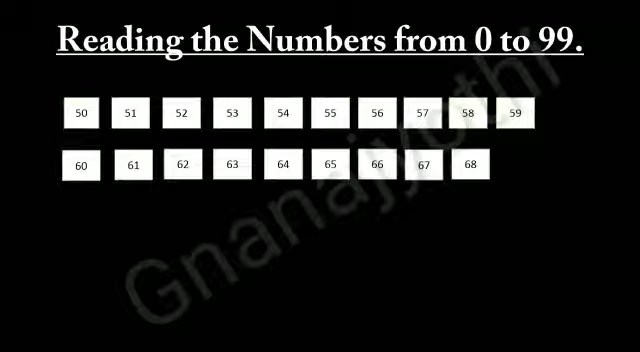 Reading the Numbers from 0 to 99.
50 51 52 53 54 55 56 57 58 59
60 61 62 63 64 65 66 67 68
Gnanajyothi